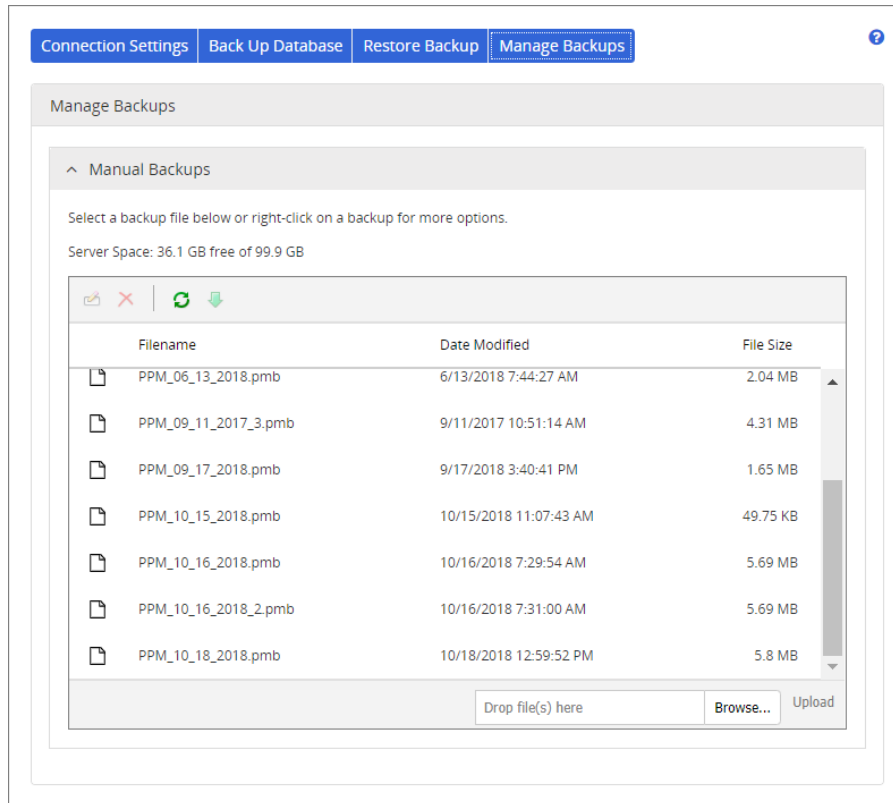 Connection Settings Back Up Database Restore Backup Manage Backups ?
Manage Backups
Manual Backups
Select a backup file below or right-click on a backup for more options.
Server Space: 36.1 GB free of 99.9 GB
Filename Date Modified File Size
PPM_06_13_2018.pmb 6/13/2018 7:44:27 AM 2.04 MB
PPM_09_11_2017_3.pmb 9/11/2017 10:51:14 AM 4.31 MB
PPM_09_17_2018.pmb 9/17/2018 3:40:41 PM 1.65 MB
PPM_10_15_2018.pmb 10/15/2018 11:07:43 AM 49.75 KB
PPM_10_16_2018.pmb 10/16/2018 7:29:54 AM 5.69 MB
PPM_10_16_2018_2.pmb 10/16/2018 7:31:00 AM 5.69 MB
PPM_10_18_2018.pmb 10/18/2018 12:59:52 PM 5.8 MB
Drop file(s) here Browse... Upload